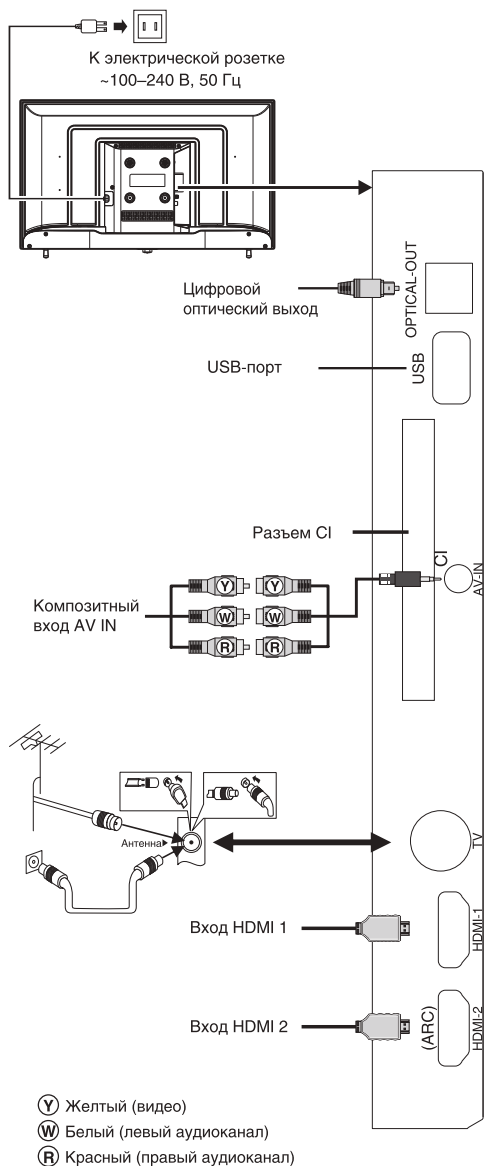 К электрической розетке
~100–240 В, 50 Гц
Цифровой
оптический выход
OPTICAL-OUT
USB-порт
USB
Разъем CI
CI
AV-IN
Композитный
вход AV IN
Y
Y
W
W
R
R
Антенна
TV
Вход HDMI 1
HDMI-1
Вход HDMI 2
(ARC)
HDMI-2
Y Желтый (видео)
W Белый (левый аудиоканал)
R Красный (правый аудиоканал)